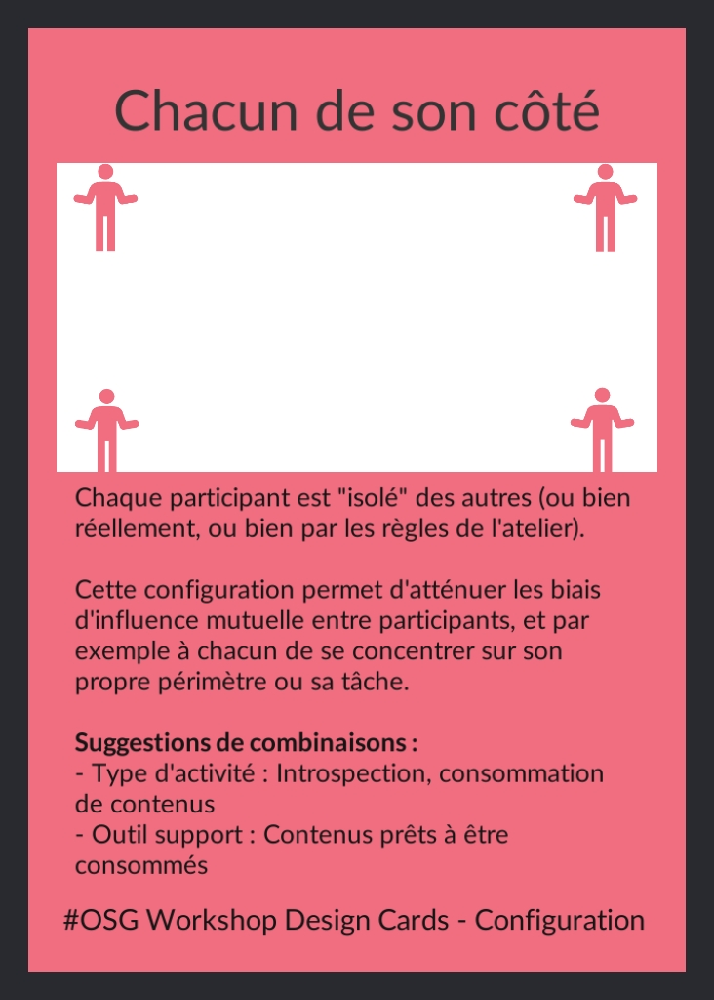 Chacun de son côté
Chaque participant est "isolé" des autres (ou bien
réellement, ou bien par les règles de l'atelier).
Cette configuration permet d'atténuer les biais
d'influence mutuelle entre participants, et par
exemple à chacun de se concentrer sur son
propre périmètre ou sa tâche.
Suggestions de combinaisons :
- Type d'activité : Introspection, consommation
de contenus
- Outil support : Contenus prêts à être
consommés
#OSG Workshop Design Cards - Configuration